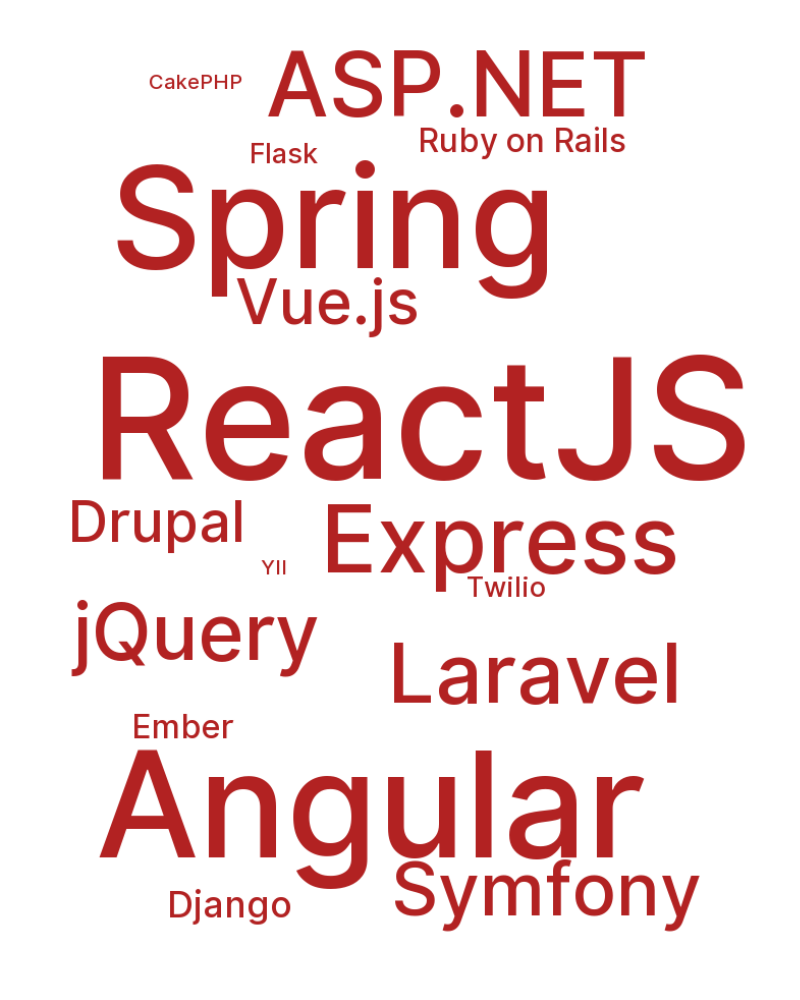 CakePHP
ASP.NET
Ruby on Rails
Flask
Spring
Vue.js
ReactJS
Drupal
Express
YII
Twilio
jQuery
Laravel
Ember
Angular
Symfony
Django